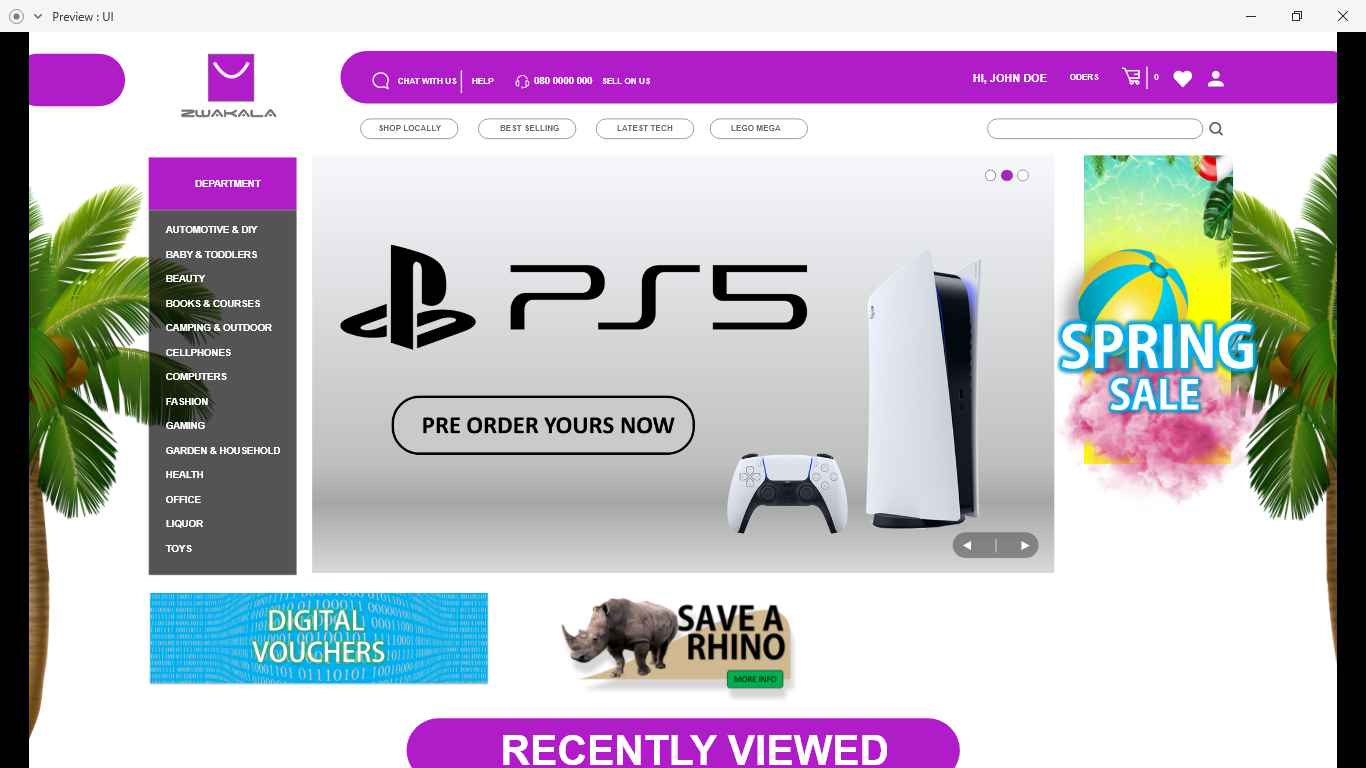 Preview : UI
ZWAKALA
CHAT WITH US
HELP
080 0000 000
SELL ON US
HI, JOHN DOE
ODERS
0
SHOP LOCALLY
BEST SELLING
LATEST TECH
LEGO MEGA
DEPARTMENT
AUTOMOTIVE & DIY
BABY & TODDLERS
BEAUTY
BOOKS & COURSES
CAMPING & OUTDOOR
CELLPHONES
COMPUTERS
FASHION
GAMING
GARDEN & HOUSEHOLD
HEALTH
OFFICE
LIQUOR
TOYS
PS5
PRE ORDER YOURS NOW
SPRING
SALE
DIGITAL
VOUCHERS
SAVE A
RHINO
MORE INFO
RECENTLY VIEWED